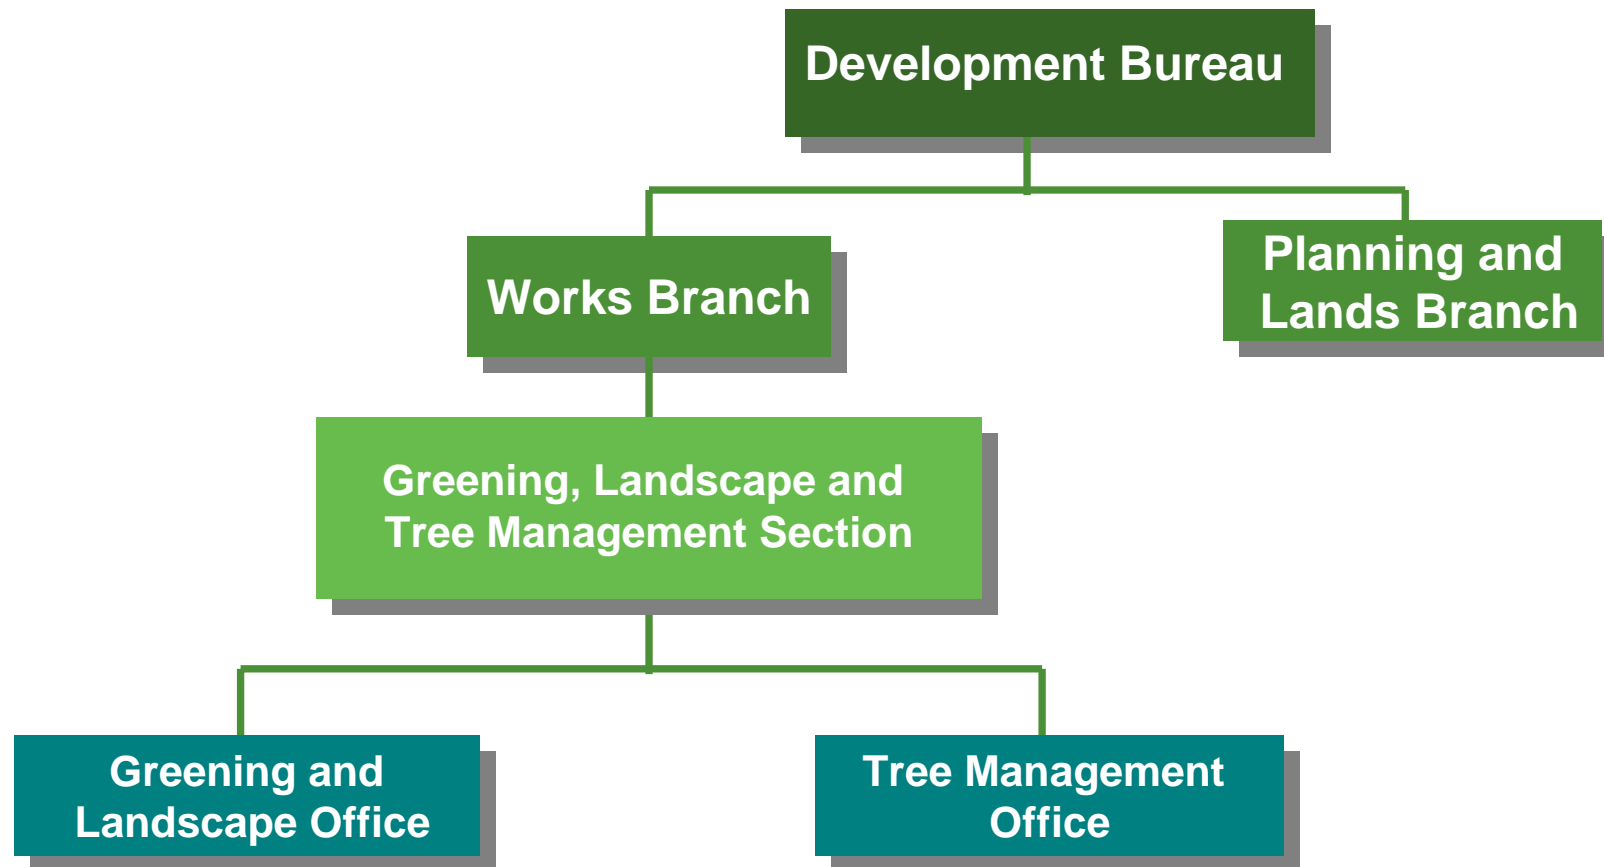 Development Bureau
Works Branch
Planning and
Lands Branch
Greening, Landscape and
Tree Management Section
Greening and
Landscape Office
Tree Management
Office